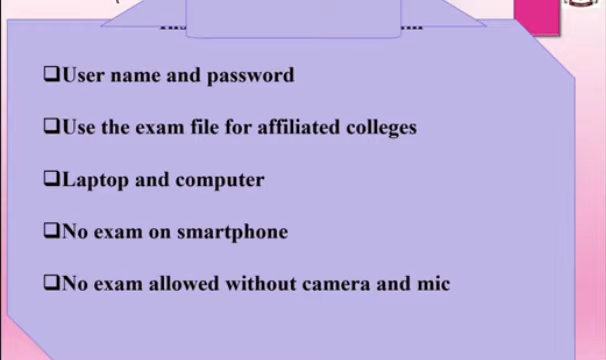 ❑User name and password
❑Use the exam file for affiliated colleges
❑Laptop and computer
❑No exam on smartphone
❑No exam allowed without camera and mic